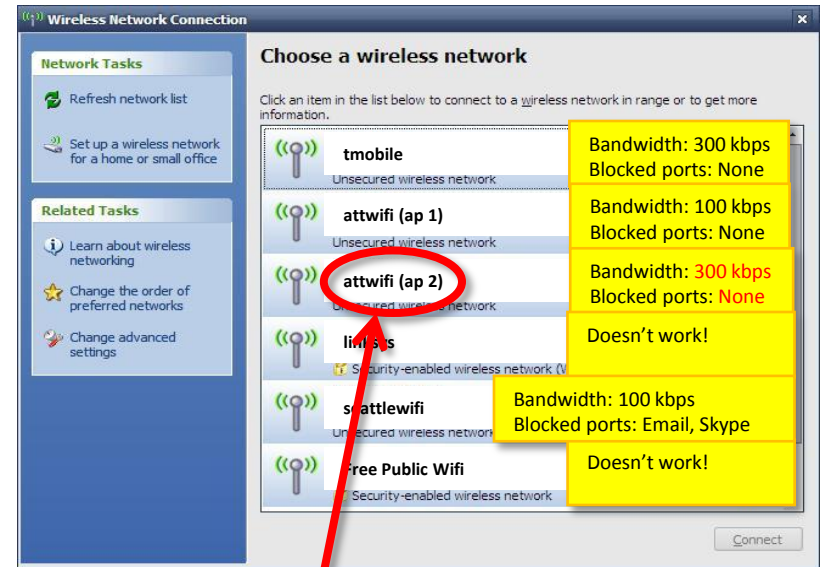 Wireless Network Connection
Network Tasks
Refresh network list
Set up a wireless network
for a home or small office
Related Tasks
Learn about wireless
networking
Change the order of
preferred networks
Change advanced
settings
Choose a wireless network
Click an item in the list below to connect to a wireless network in range or to get more
information.
tmobile
Unsecured wireless network
Bandwidth: 300 kbps
Blocked ports: None
attwifi (ap 1)
Unsecured wireless network
Bandwidth: 100 kbps
Blocked ports: None
attwifi (ap 2)
Unsecured wireless network
Bandwidth: 300 kbps
Blocked ports: None
linksys
Security-enabled wireless network
Doesn't work!
seattlewifi
Unsecured wireless network
Bandwidth: 100 kbps
Blocked ports: Email, Skype
Free Public Wifi
Security-enabled wireless network
Doesn't work!
Connect